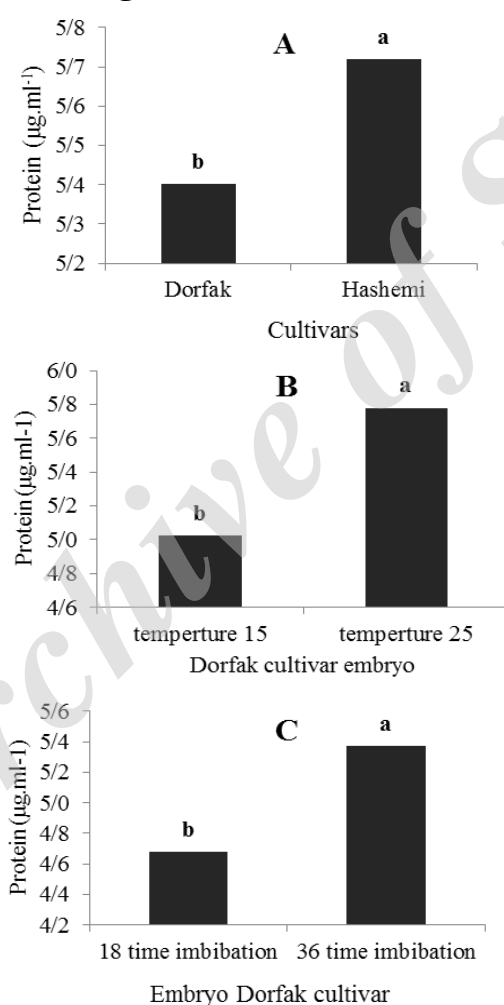 5/8
5/7
5/6
5/5
5/4
5/3
5/2
Protein (µg.ml⁻¹)
A
b
a
Dorfak Hashemi
Cultivars
6/0
5/8
5/6
5/4
5/2
5/0
4/8
4/6
Protein (µg.ml-1)
B
b
a
temperture 15 temperture 25
Dorfak cultivar embryo
5/6
5/4
5/2
5/0
4/8
4/6
4/4
4/2
Protein (µg.ml-1)
C
b
a
18 time imbibation 36 time imbibation
Embryo Dorfak cultivar